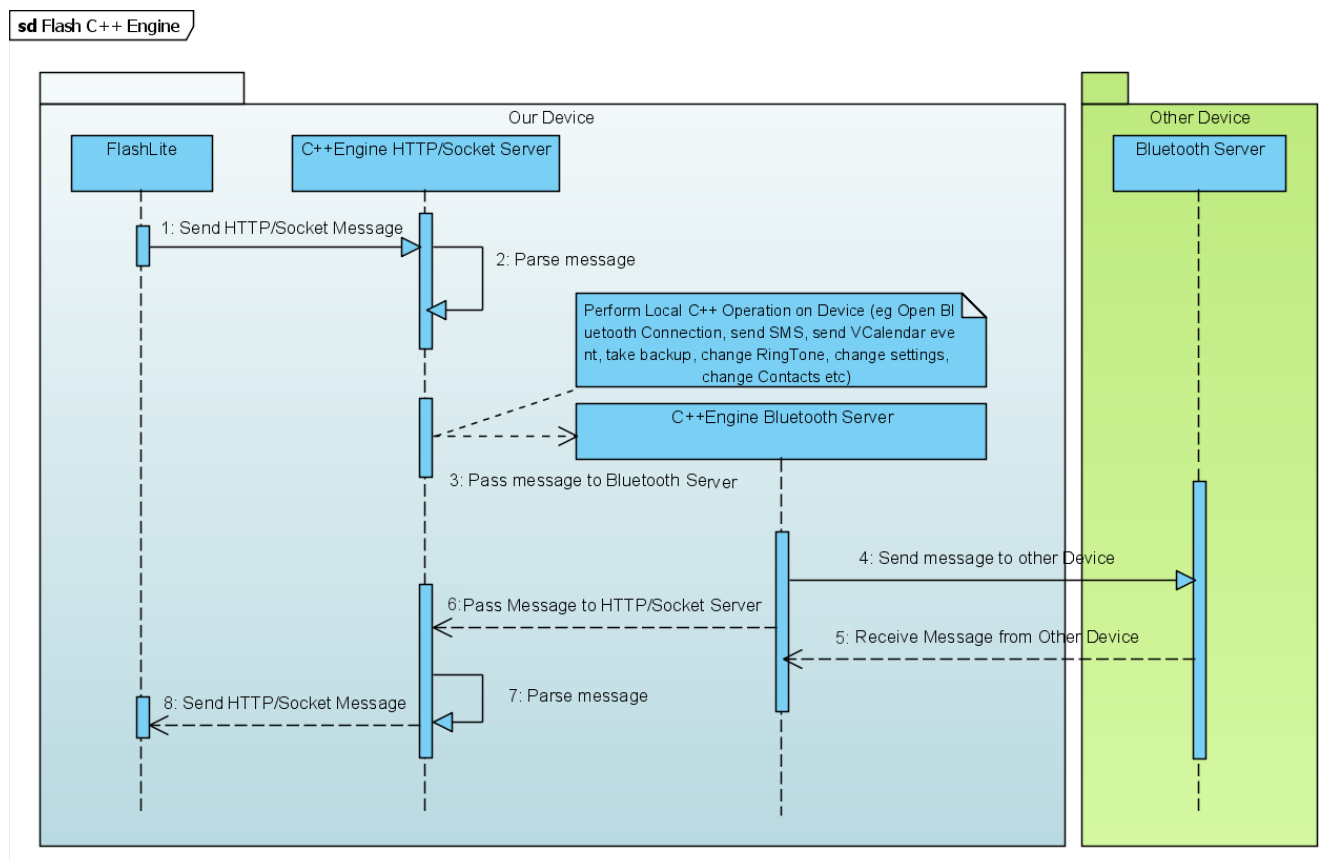 sd Flash C++ Engine
Our Device
Other Device
FlashLite
C++Engine HTTP/Socket Server
Bluetooth Server
1: Send HTTP/Socket Message
2: Parse message
Perform Local C++ Operation on Device (eg Open Bl
uetooth Connection, send SMS, send VCalendar eve
nt, take backup, change RingTone, change settings,
change Contacts etc)
C++Engine Bluetooth Server
3: Pass message to Bluetooth Server
4: Send message to other Device
6:Pass Message to HTTP/Socket Server
5: Receive Message from Other Device
7: Parse message
8: Send HTTP/Socket Message